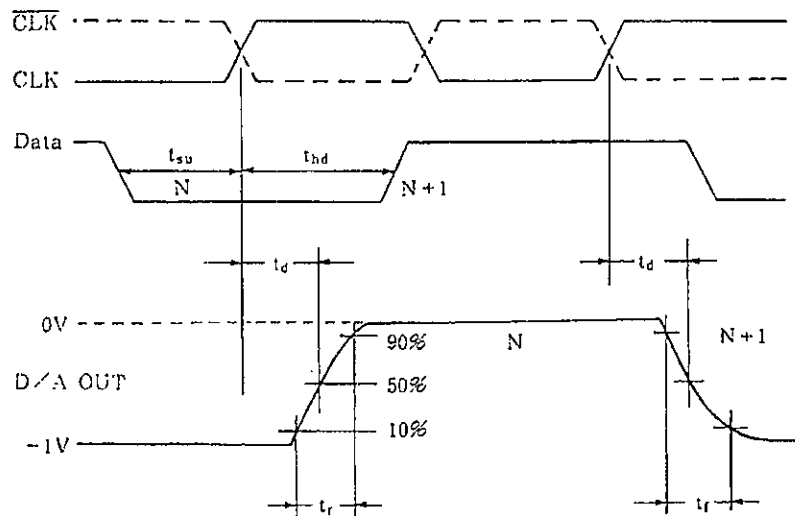 CLK
CLK
Data
tsu
thd
N
N+1
td
td
0V
90%
N
N+1
D/A OUT
50%
10%
-1V
tr
tf